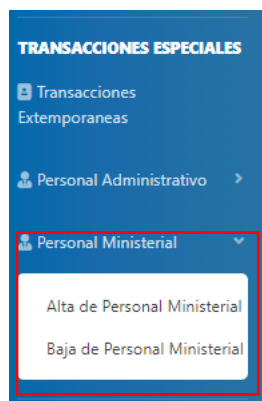 TRANSACCIONES ESPECIALES
Transacciones
Extemporaneas
Personal Administrativo
Personal Ministerial
Alta de Personal Ministerial
Baja de Personal Ministerial